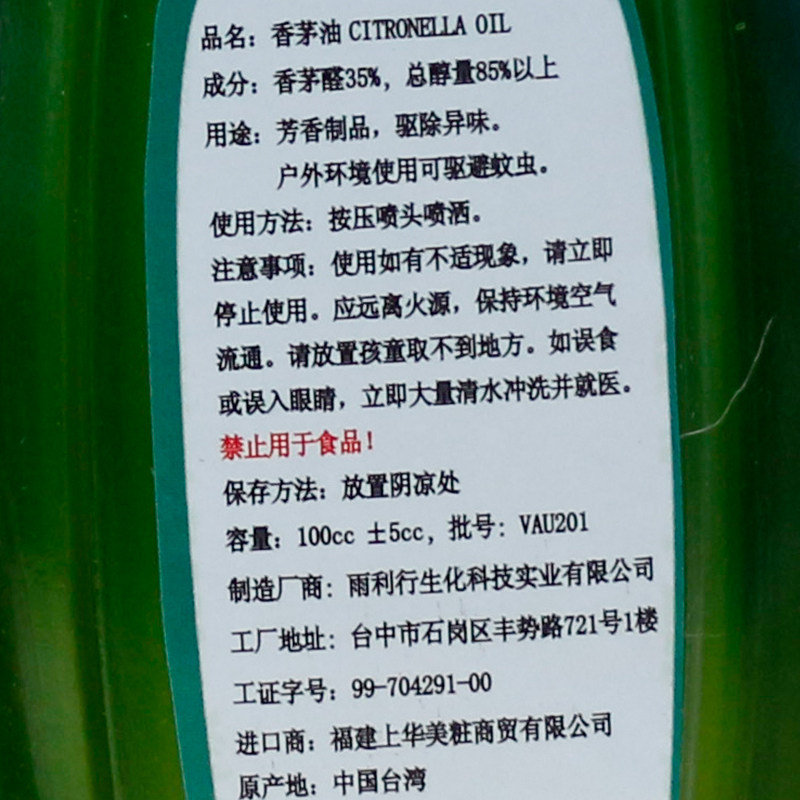 品名：香茅油 CITRONELLA OIL
成分：香茅醛35%，总醇量85%以上
用途：芳香制品，驱除异味。
户外环境使用可驱避蚊虫。
使用方法：按压喷头喷洒。
注意事项：使用如有不适现象，请立即
停止使用。应远离火源，保持环境空气
流通。请放置孩童取不到地方。如误食
或误入眼睛，立即大量清水冲洗并就医。
禁止用于食品！
保存方法：放置阴凉处
容量：100cc ±5cc，批号：VAU201
制造厂商：雨利行生化科技实业有限公司
工厂地址：台中市石岗区丰势路721号1楼
工证字号：99-704291-00
进口商：福建上华美粧商贸有限公司
原产地：中国台湾